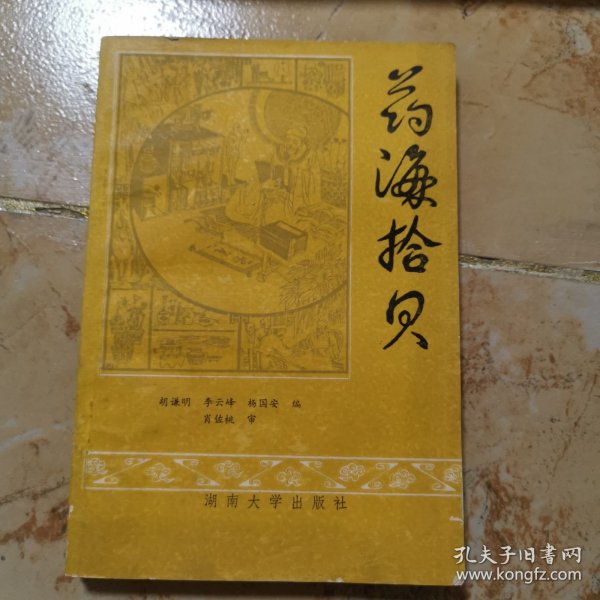 药海拾贝
胡谦明 李云峰 杨国安 编
肖佐桃 审
湖南大学出版社
孔夫子旧书网
www.kongfz.com